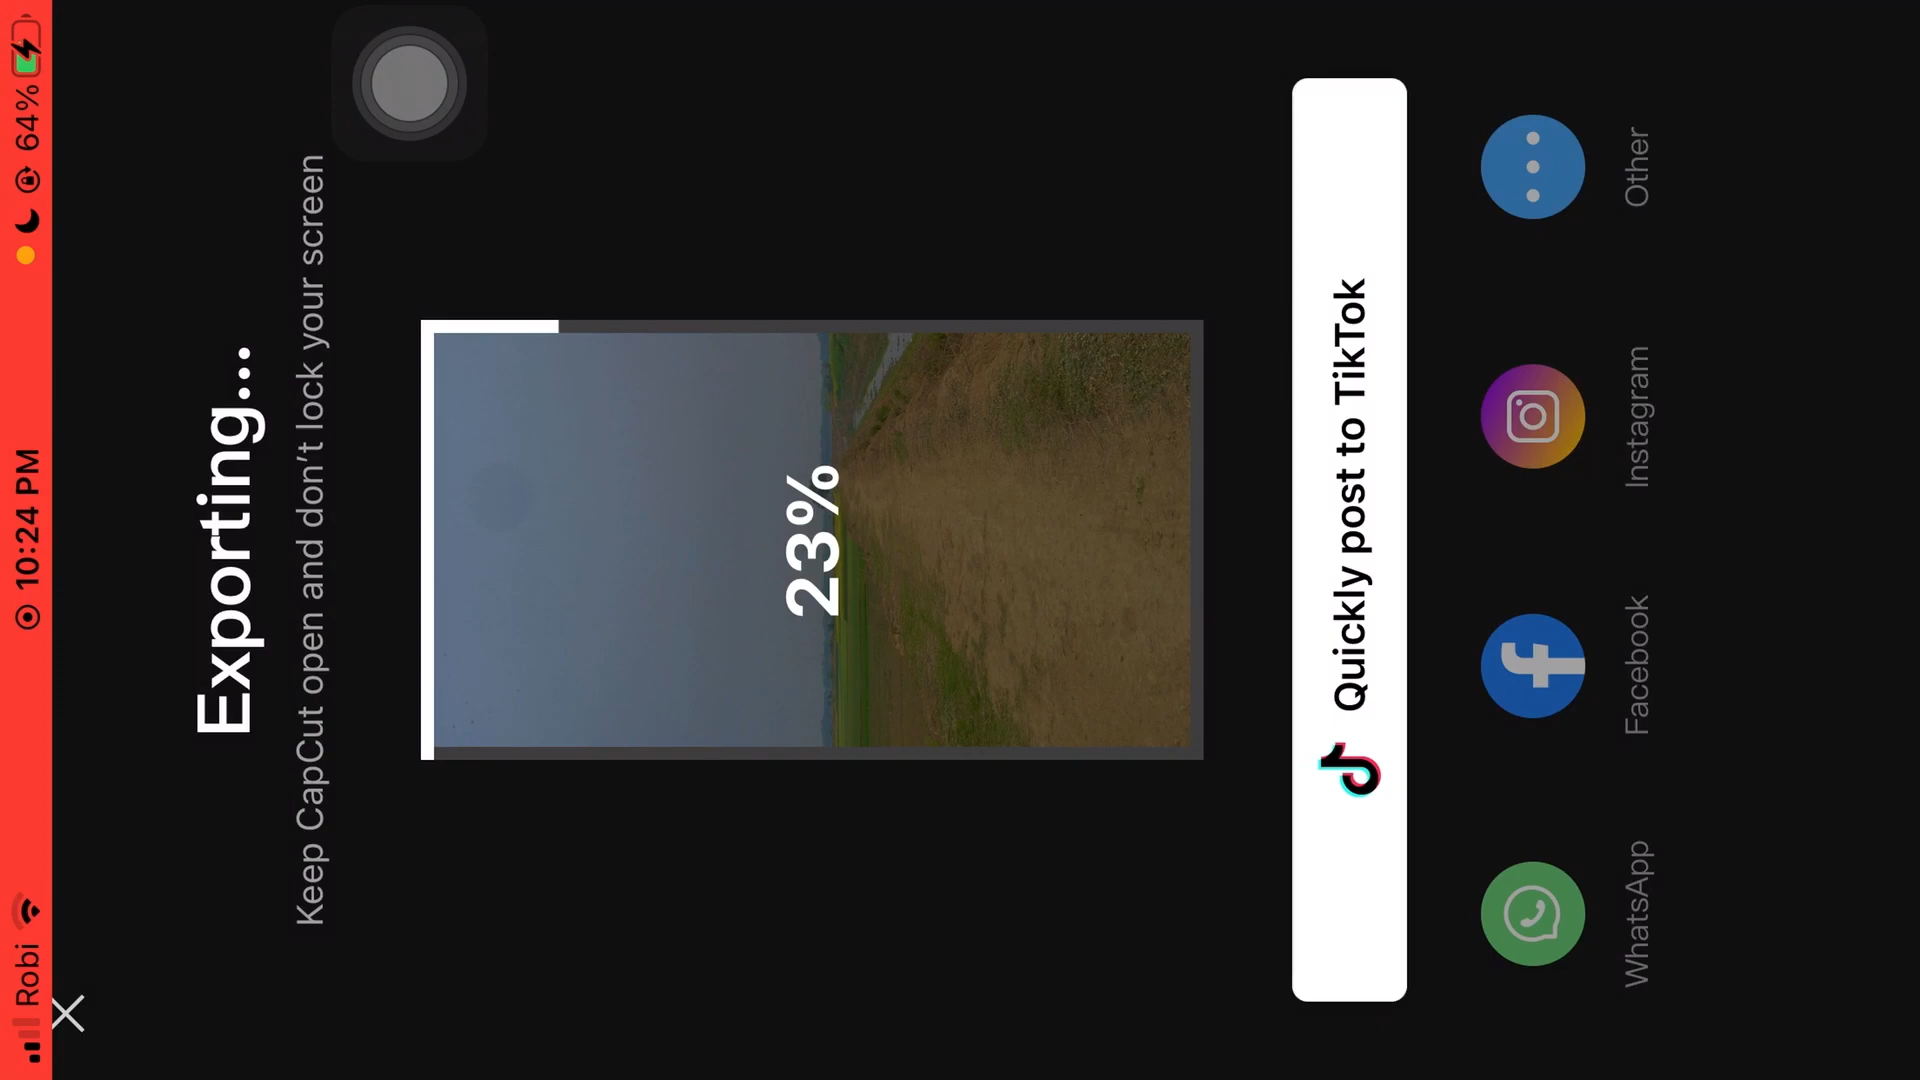 Robi 10:24 PM 64%
Exporting...
Keep CapCut open and don't lock your screen
23%
Quickly post to TikTok
WhatsApp Facebook Instagram Other